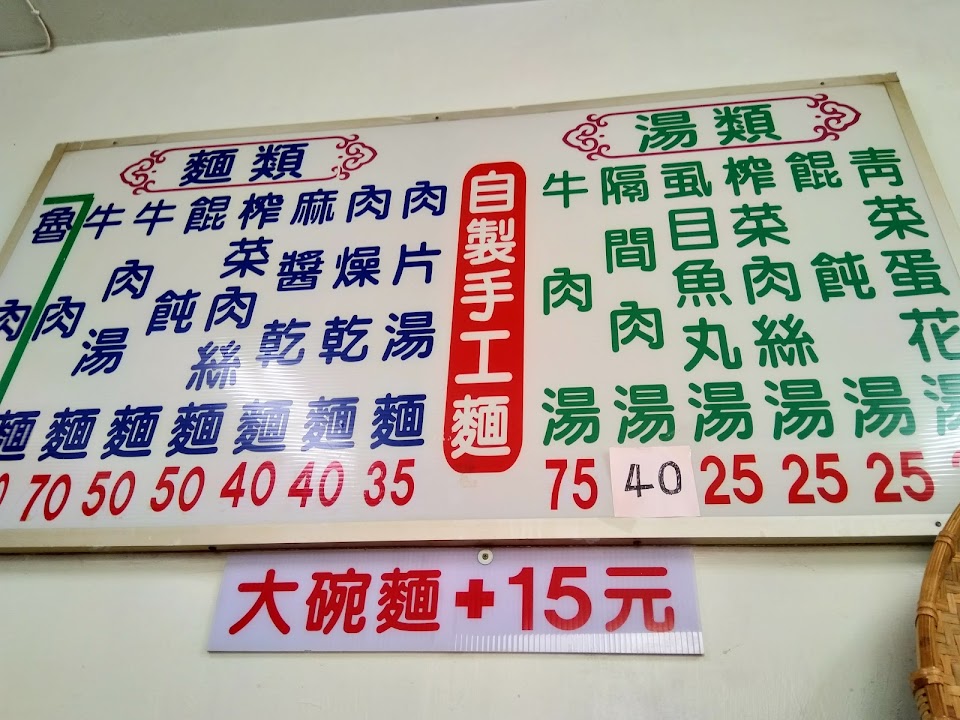 麵類
湯類
自製手工麵
肉片湯麵 35
肉燥乾麵 40
麻醬乾麵 40
榨菜肉絲麵 50
餛飩麵 50
牛肉湯麵 70
牛肉麵
魯肉
青菜蛋花湯
餛飩湯 25
榨菜肉絲湯 25
虱目魚丸湯 25
隔間肉湯 40
牛肉湯 75
大碗麵+15元